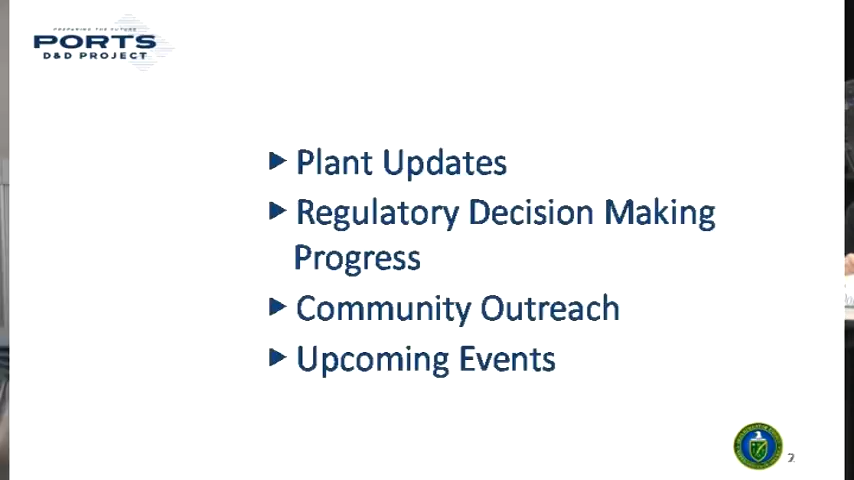 PREPARING THE FUTURE
PORTS
D&D PROJECT
Plant Updates
Regulatory Decision Making
Progress
Community Outreach
Upcoming Events
2